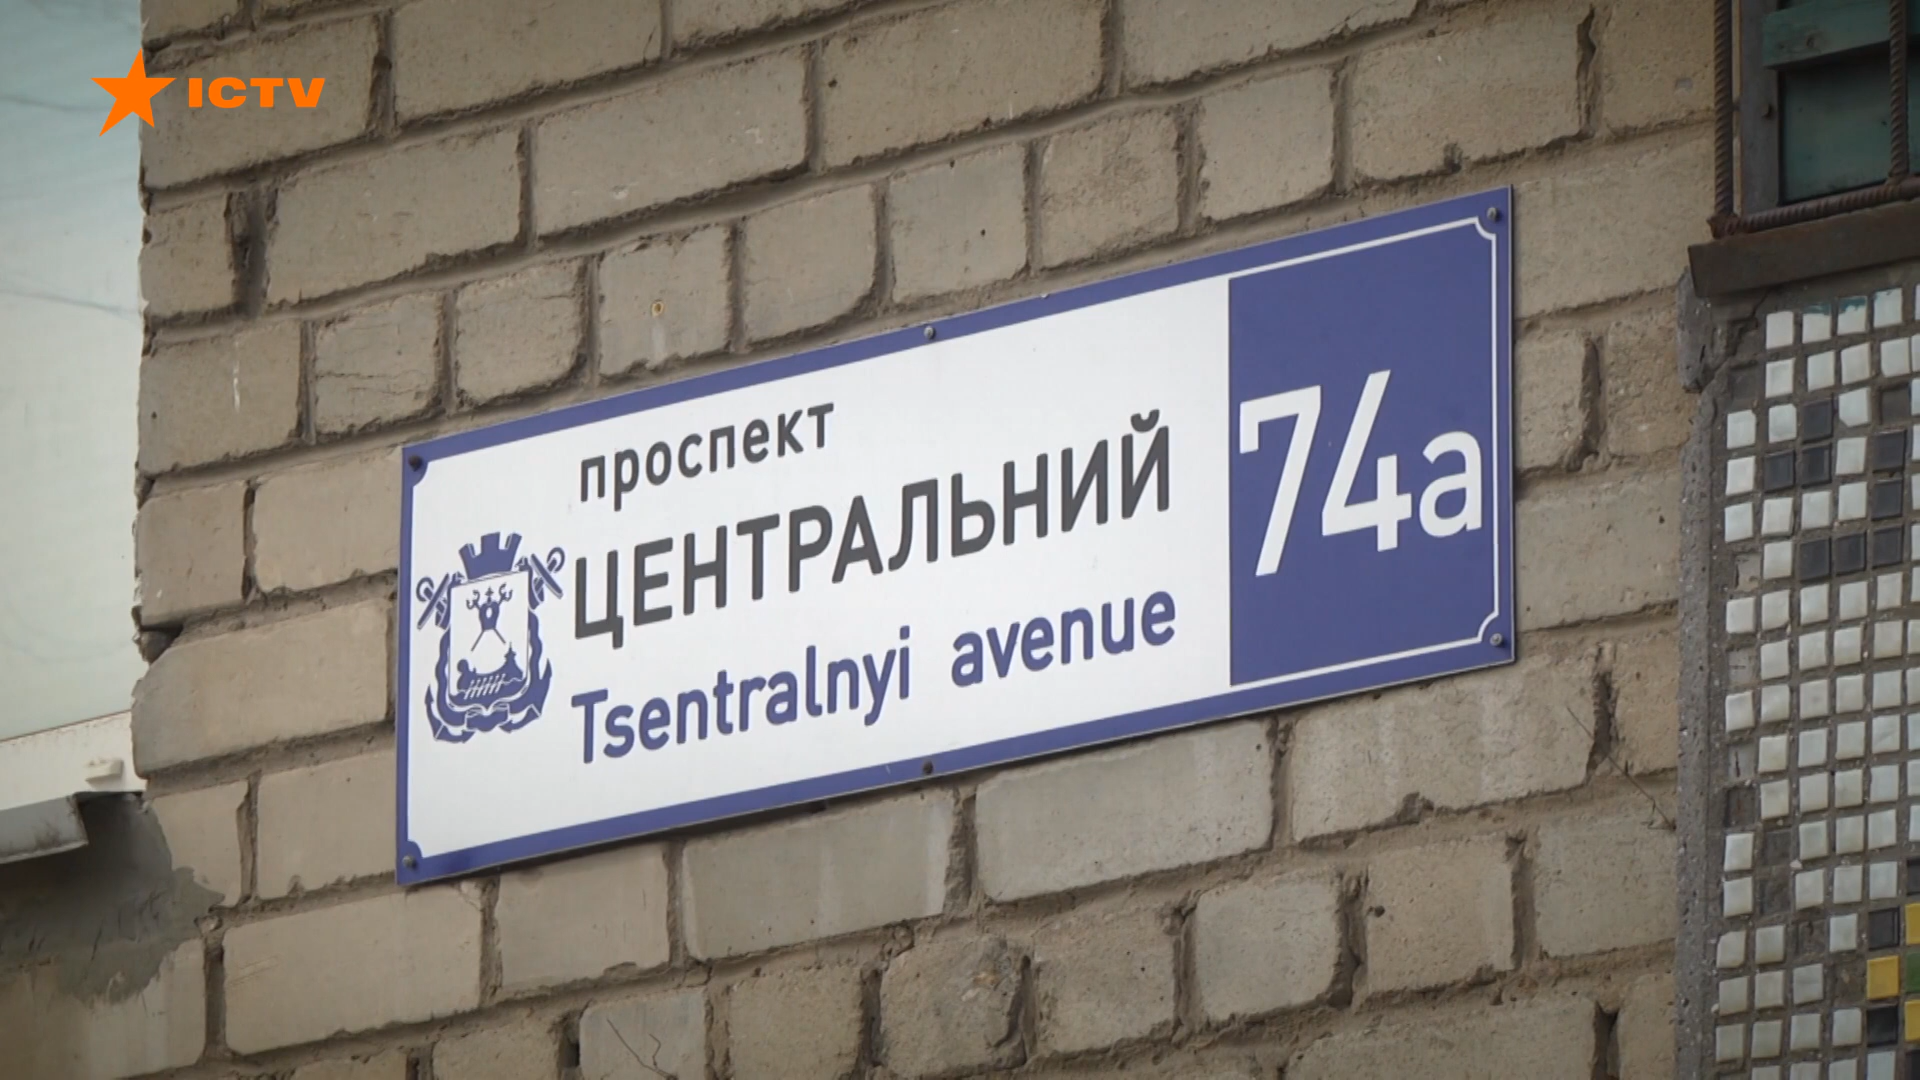 ICTV
проспект
ЦЕНТРАЛЬНИЙ
Tsentralnyi avenue
74а